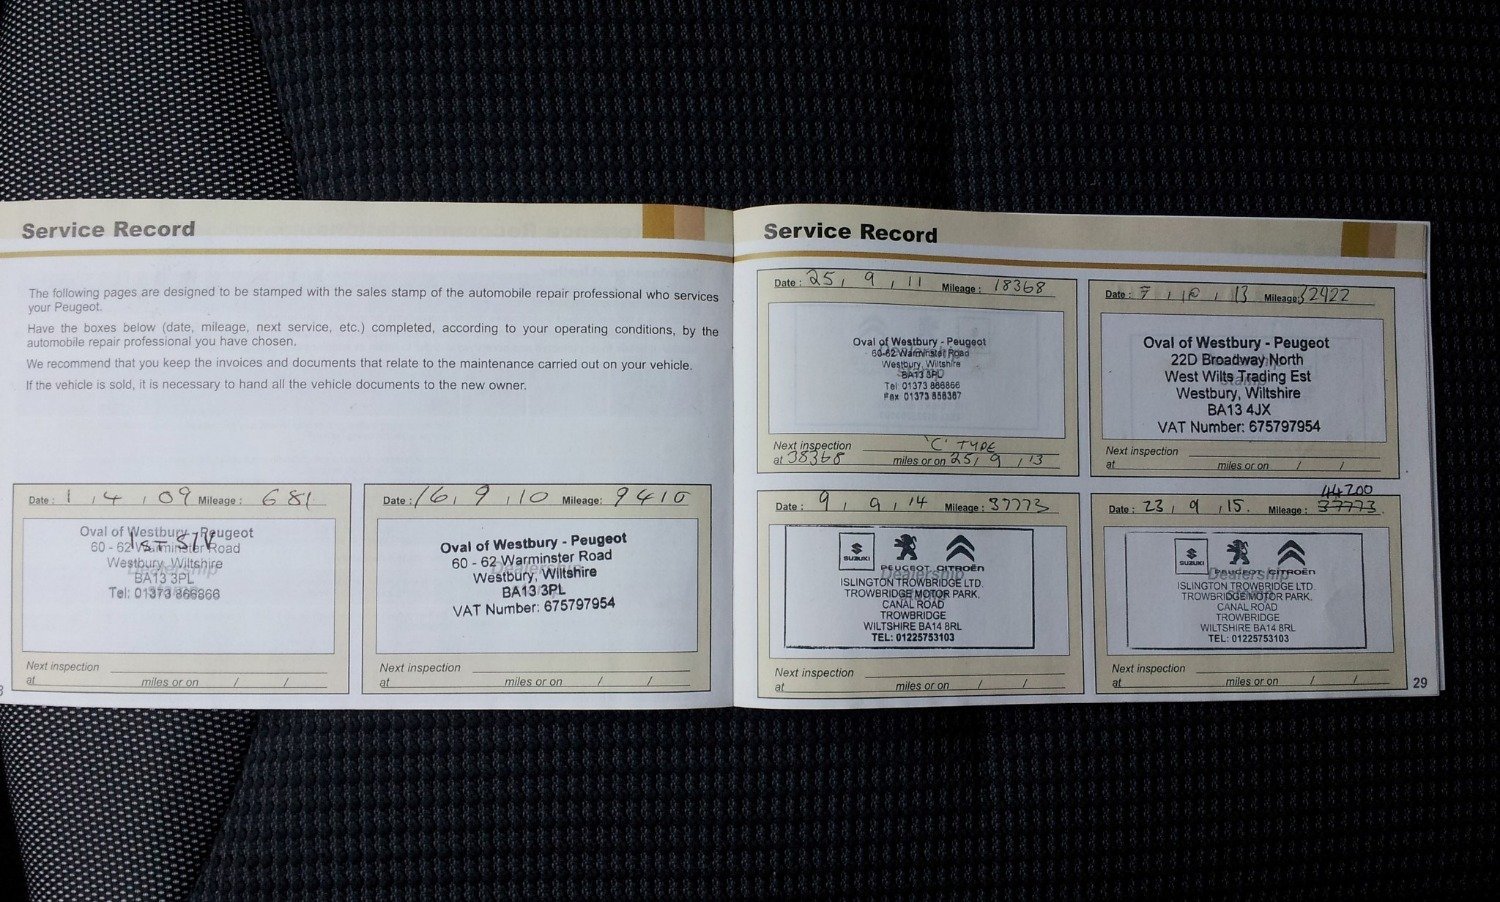 Service Record
The following pages are designed to be stamped with the sales stamp of the automobile repair professional who services
your Peugeot.
Have the boxes below (date, mileage, next service, etc.) completed, according to your operating conditions, by the
automobile repair professional you have chosen.
We recommend that you keep the invoices and documents that relate to the maintenance carried out on your vehicle.
If the vehicle is sold, it is necessary to hand all the vehicle documents to the new owner.
Date : 1 , 4 , 09 Mileage : 681
Oval of Westbury - Peugeot
60 - 62 Warminster Road
Westbury, Wiltshire
BA13 3PL
Tel: 01373 866866
Next inspection
at miles or on / /
Date : 16, 9 , 10 Mileage: 9410
Oval of Westbury - Peugeot
60 - 62 Warminster Road
Westbury, Wiltshire
BA13 3PL
VAT Number: 675797954
Next inspection
at miles or on / /
Service Record
Date : 25, 9 , 11 Mileage : 18368
Oval of Westbury - Peugeot
60-62 Warminster Road
Westbury, Wiltshire
BA13 3PL
Tel 01373 866866
Fax 01373 858367
Next inspection 'C' TYPE
at 38368 miles or on 25, 9 , 13
Date : 7 , 10 , 13 Mileage: 32922
Oval of Westbury - Peugeot
22D Broadway North
West Wilts Trading Est
Westbury, Wiltshire
BA13 4JX
VAT Number: 675797954
Next inspection
at miles or on / /
Date : 9 , 9 , 14 Mileage : 37773
SUZUKI PEUGEOT CITROËN
Dealership
ISLINGTON TROWBRIDGE LTD.
TROWBRIDGE MOTOR PARK,
CANAL ROAD
TROWBRIDGE
WILTSHIRE BA14 8RL
TEL: 01225753103
Next inspection
at miles or on / /
44200
Date : 23 , 9 , 15. Mileage : 37773
SUZUKI PEUGEOT CITROËN
Dealership
ISLINGTON TROWBRIDGE LTD
TROWBRIDGE MOTOR PARK,
CANAL ROAD
TROWBRIDGE
WILTSHIRE BA14 8RL
TEL: 01225753103
Next inspection
at miles or on / /
29